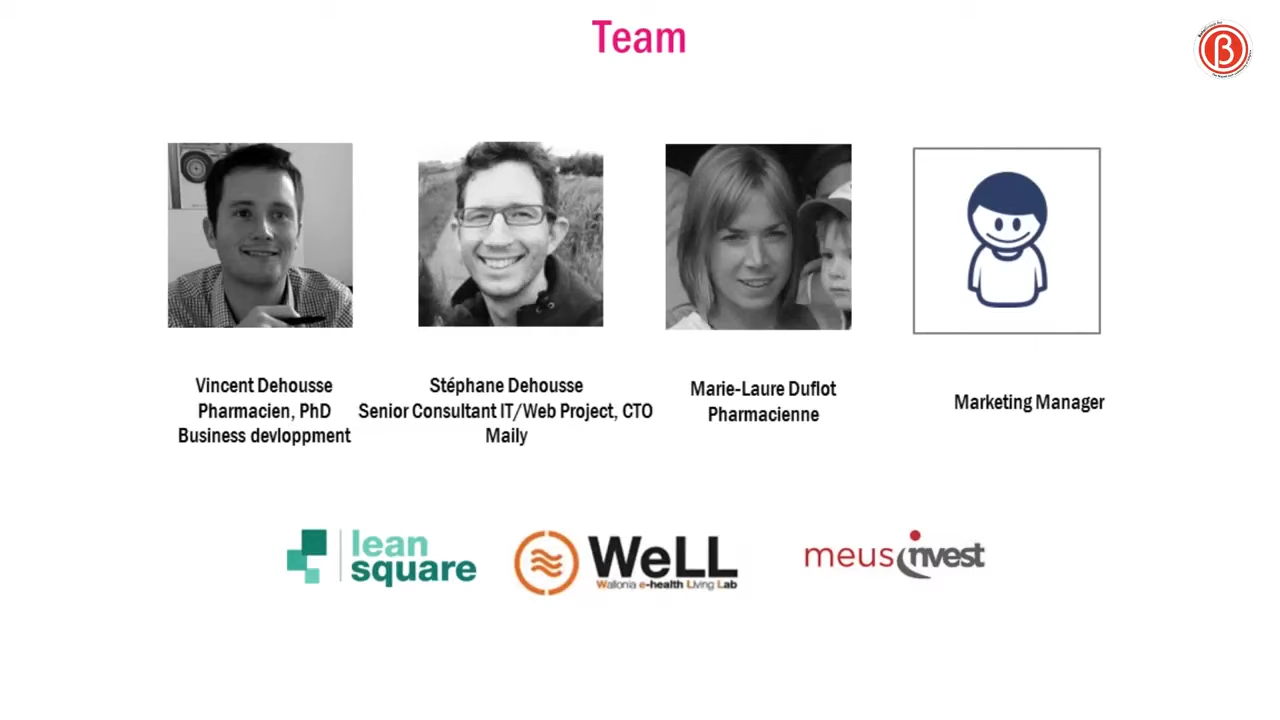 Team
β
Vincent Dehousse
Pharmacien, PhD
Business devloppment
Stéphane Dehousse
Senior Consultant IT/Web Project, CTO
Maily
Marie-Laure Duflot
Pharmacienne
Marketing Manager
lean
square
WeLL
Wallonia e-health Living Lab
meusinvest